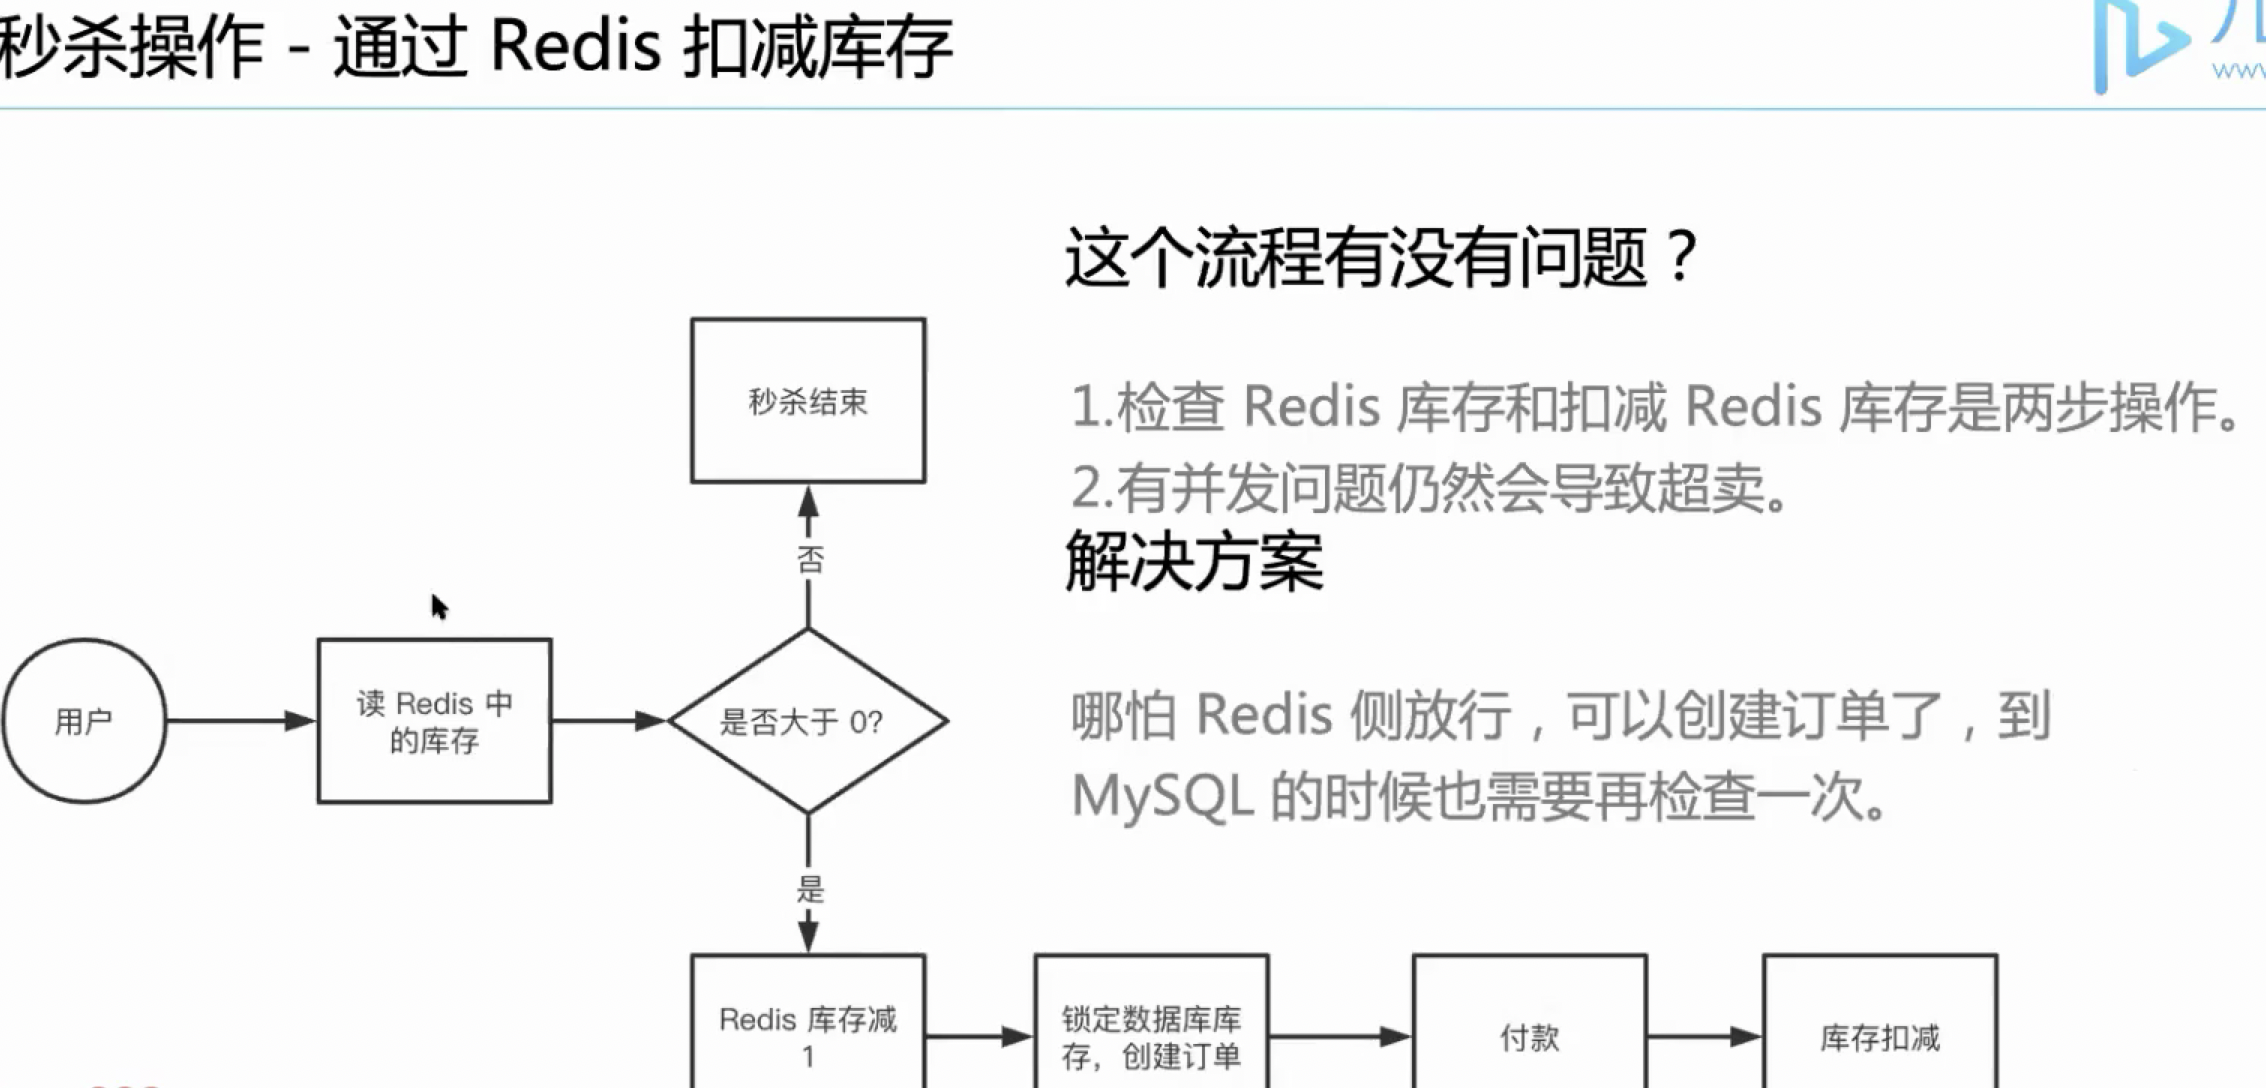 秒杀操作 - 通过 Redis 扣减库存
这个流程有没有问题？
1.检查 Redis 库存和扣减 Redis 库存是两步操作。
2.有并发问题仍然会导致超卖。
解决方案
哪怕 Redis 侧放行，可以创建订单了，到
MySQL 的时候也需要再检查一次。
秒杀结束
否
用户
读 Redis 中
的库存
是否大于 0?
是
Redis 库存减
1
锁定数据库库
存，创建订单
付款
库存扣减